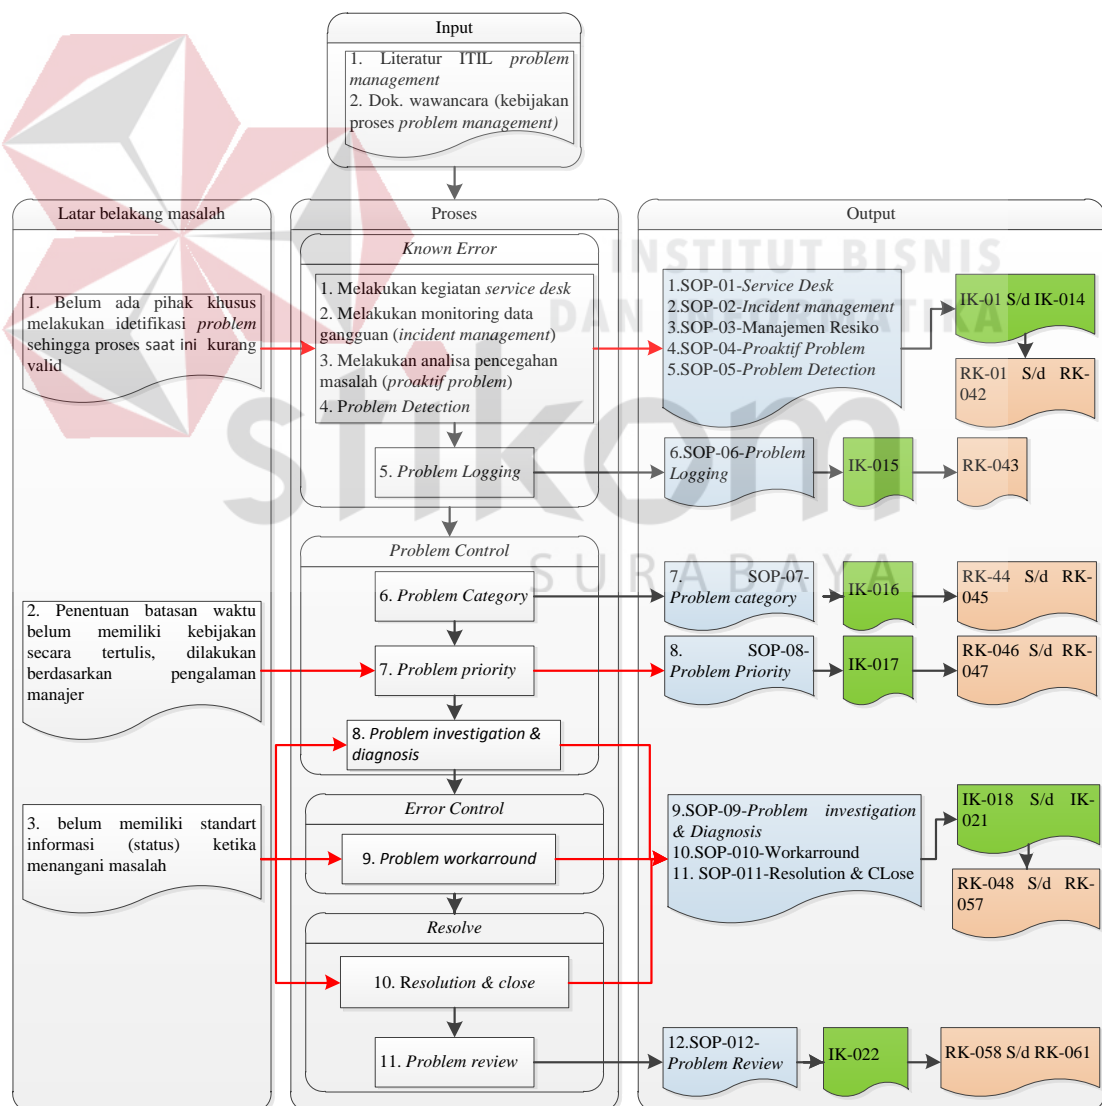 Input
1. Literatur ITIL problem
management
2. Dok. wawancara (kebijakan
proses problem management)
Latar belakang masalah
1. Belum ada pihak khusus
melakukan idetifikasi problem
sehingga proses saat ini kurang
valid
2. Penentuan batasan waktu
belum memiliki kebijakan
secara tertulis, dilakukan
berdasarkan pengalaman
manajer
3. belum memiliki standart
informasi (status) ketika
menangani masalah
Proses
Known Error
1. Melakukan kegiatan service desk
2. Melakukan monitoring data
gangguan (incident management)
3. Melakukan analisa pencegahan
masalah (proaktif problem)
4. Problem Detection
5. Problem Logging
Problem Control
6. Problem Category
7. Problem priority
8. Problem investigation &
diagnosis
Error Control
9. Problem workarround
Resolve
10. Resolution & close
11. Problem review
Output
1.SOP-01-Service Desk
2.SOP-02-Incident management
3.SOP-03-Manajemen Resiko
4.SOP-04-Proaktif Problem
5.SOP-05-Problem Detection
IK-01 S/d IK-014
RK-01 S/d RK-
042
6.SOP-06-Problem
Logging
IK-015
RK-043
7. SOP-07-
Problem category
IK-016
RK-44 S/d RK-
045
8. SOP-08-
Problem Priority
IK-017
RK-046 S/d RK-
047
9.SOP-09-Problem investigation
& Diagnosis
10.SOP-010-Workarround
11. SOP-011-Resolution & CLose
IK-018 S/d IK-
021
RK-048 S/d RK-
057
12.SOP-012-
Problem Review
IK-022
RK-058 S/d RK-061
INSTITUT BISNIS
DAN INFORMATIKA
stikom
SURABAYA